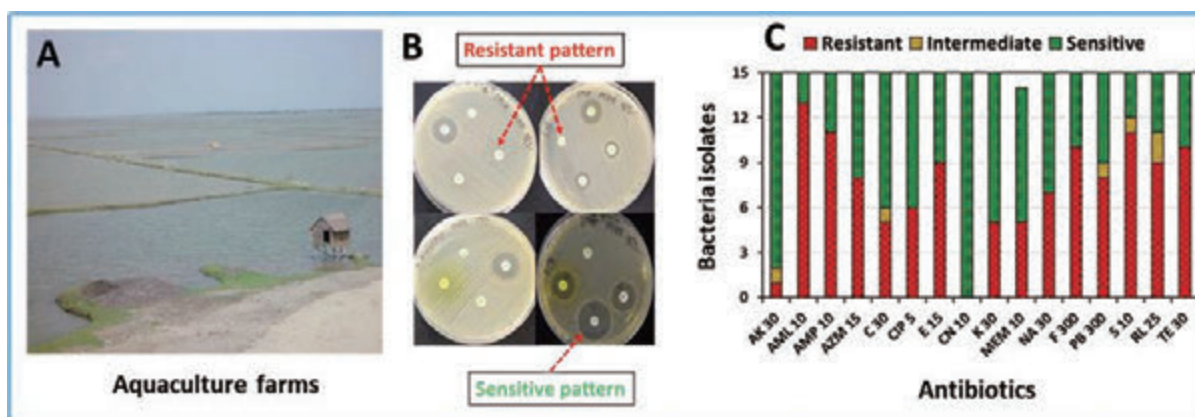 A
Aquaculture farms
B
Resistant pattern
Sensitive pattern
C
Resistant Intermediate Sensitive
Bacteria isolates
15
12
9
6
3
0
AK 30 AML 10 AMP 10 AZM 15 C 30 CIP 5 E 15 CN 10 K 30 MEM 10 NA 30 F 300 PB 300 S 10 RL 25 TE 30
Antibiotics